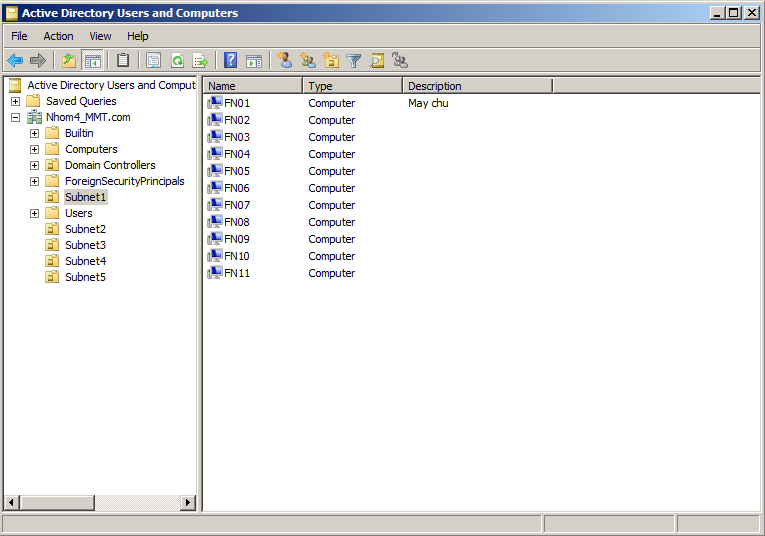 Active Directory Users and Computers
File Action View Help
Active Directory Users and Comput
Saved Queries
Nhom4_MMT.com
Builtin
Computers
Domain Controllers
ForeignSecurityPrincipals
Subnet1
Users
Subnet2
Subnet3
Subnet4
Subnet5
Name Type Description
FN01 Computer May chu
FN02 Computer
FN03 Computer
FN04 Computer
FN05 Computer
FN06 Computer
FN07 Computer
FN08 Computer
FN09 Computer
FN10 Computer
FN11 Computer